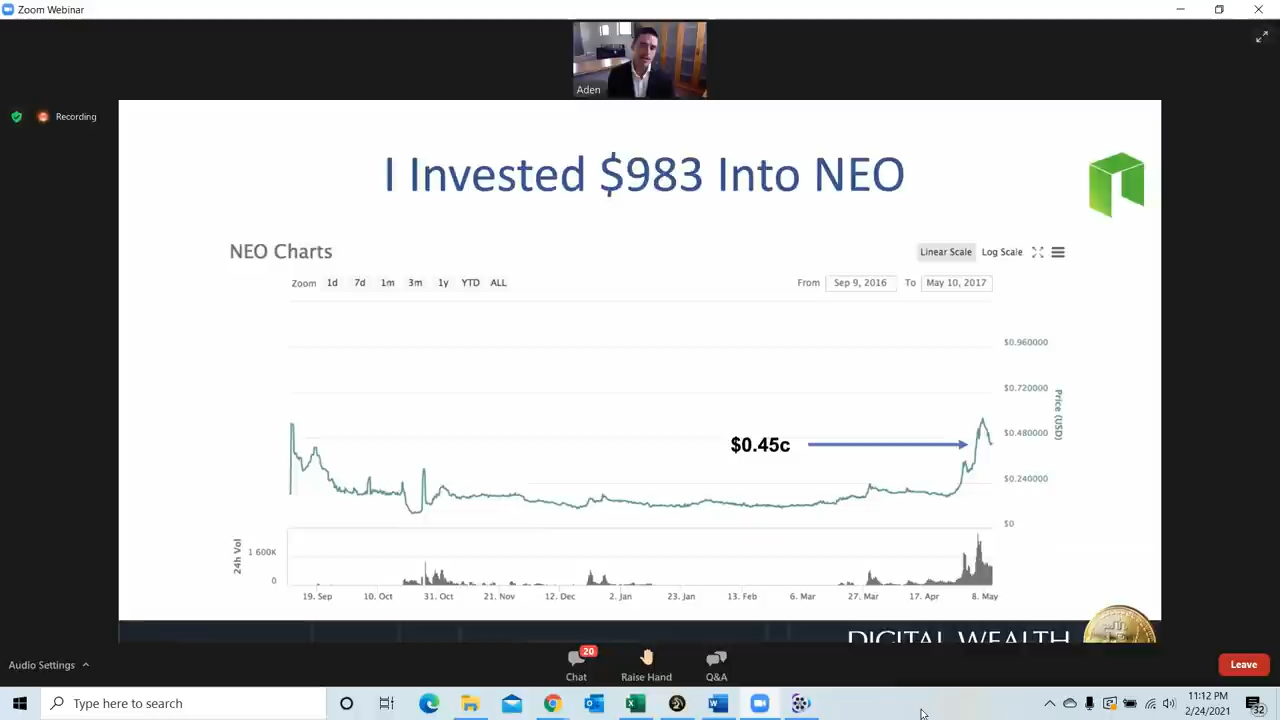 Zoom Webinar
Aden
Recording
I Invested $983 Into NEO
NEO Charts
Linear Scale Log Scale
Zoom 1d 7d 1m 3m 1y YTD ALL
From Sep 9, 2016 To May 10, 2017
$0.960000
$0.720000
Price (USD)
$0.45c
$0.480000
$0.240000
$0
24h Vol
1 600K
0
19. Sep 10. Oct 31. Oct 21. Nov 12. Dec 2. Jan 23. Jan 13. Feb 6. Mar 27. Mar 17. Apr 8. May
DIGITAL WEALTH
Audio Settings
20
Chat Raise Hand Q&A
Leave
Type here to search
11:12 PM
2/24/2021
32